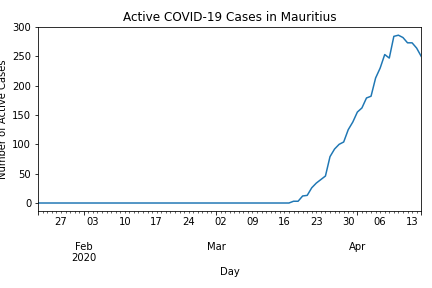 Active COVID-19 Cases in Mauritius
300
250
200
150
100
50
0
Number of Active Cases
27 03 10 17 24 02 09 16 23 30 06 13
Feb Mar Apr
2020
Day